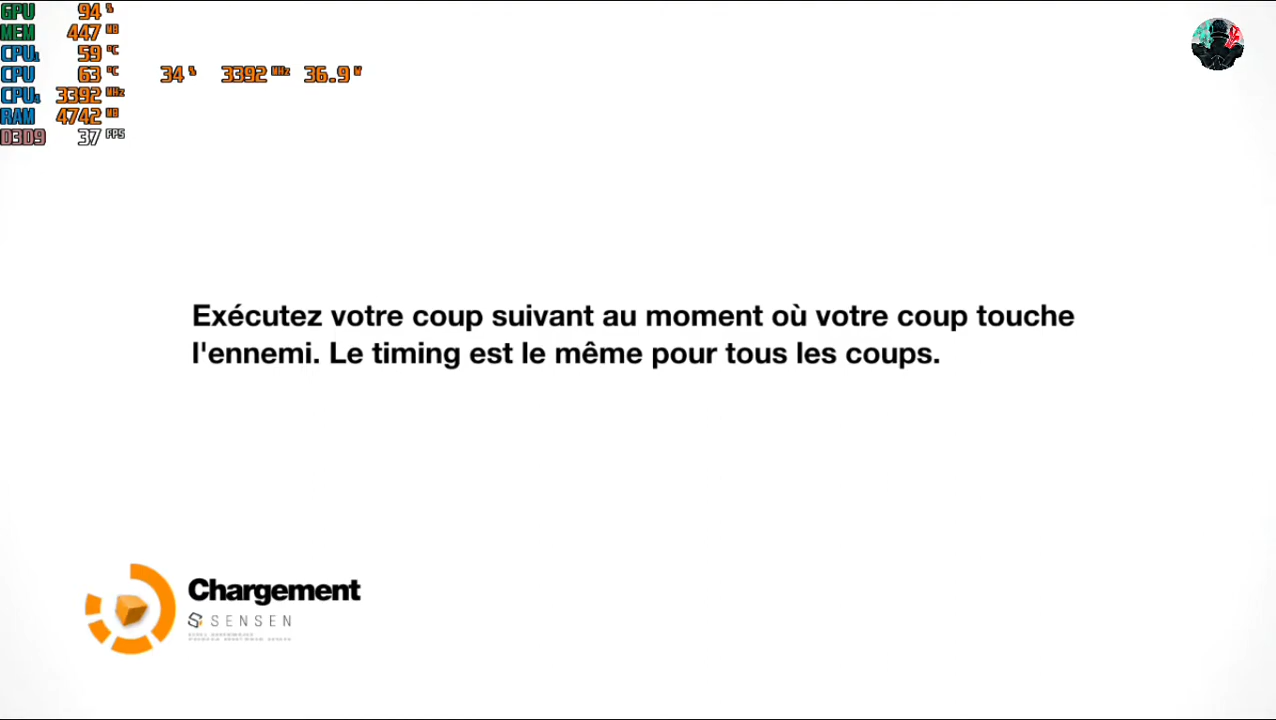 GPU 94 %
MEM 447 MB
CPU1 59 °C
CPU 63 °C 34 % 3392 MHz 36.9 W
CPU4 3392 MHz
RAM 4742 MB
D3D9 37 FPS
Exécutez votre coup suivant au moment où votre coup touche
l'ennemi. Le timing est le même pour tous les coups.
Chargement
SENSEN